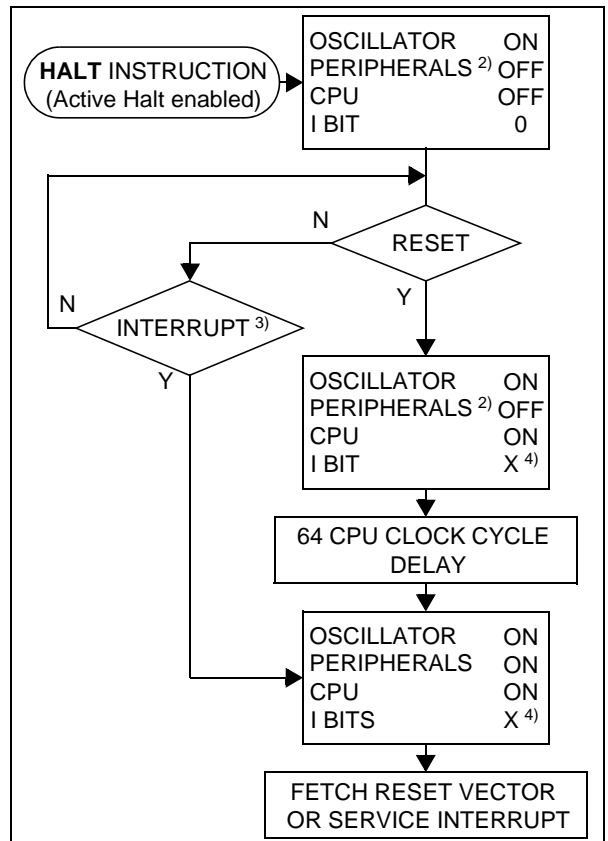 HALT INSTRUCTION
(Active Halt enabled)
OSCILLATOR ON
PERIPHERALS 2) OFF
CPU OFF
I BIT 0
N
RESET
N
Y
INTERRUPT 3)
Y
OSCILLATOR ON
PERIPHERALS 2) OFF
CPU ON
I BIT X 4)
64 CPU CLOCK CYCLE
DELAY
OSCILLATOR ON
PERIPHERALS ON
CPU ON
I BITS X 4)
FETCH RESET VECTOR
OR SERVICE INTERRUPT